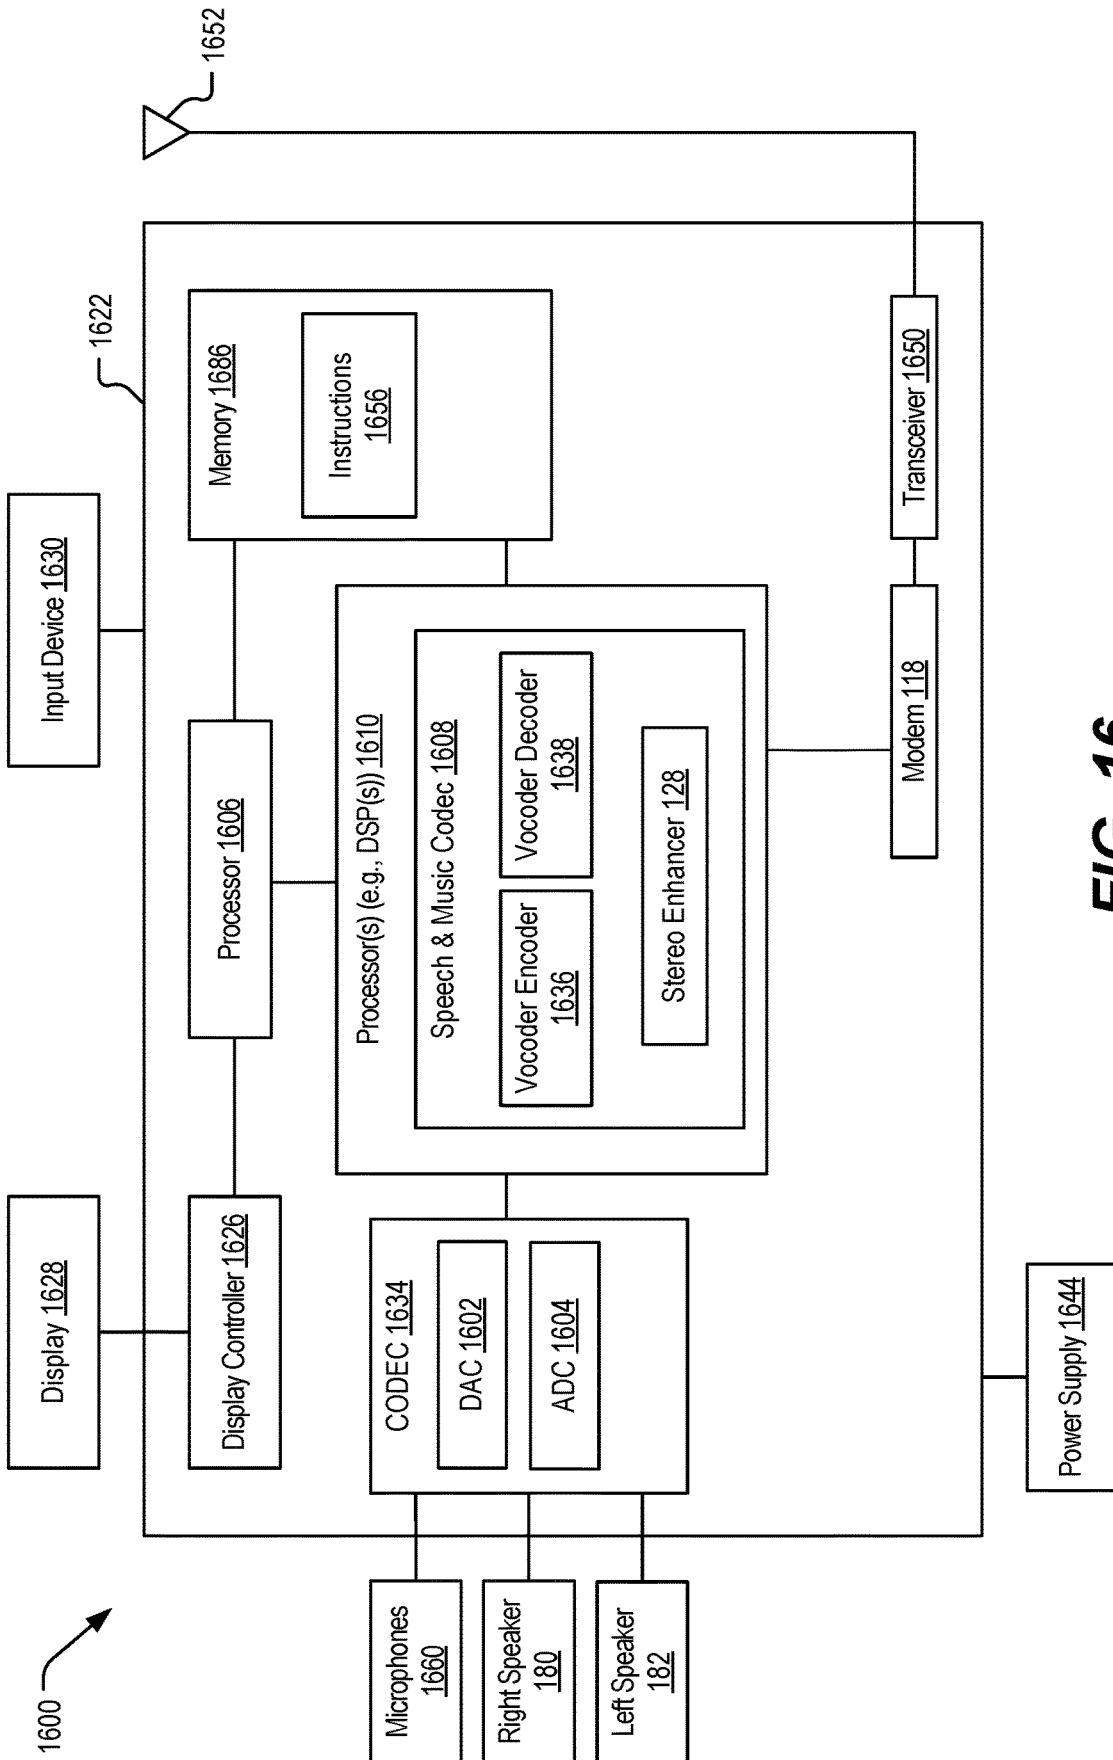 1600
Display 1628
Input Device 1630
1622
1652
Display Controller 1626
Processor 1606
Memory 1686
Instructions
1656
Microphones
1660
Right Speaker
180
Left Speaker
182
CODEC 1634
DAC 1602
ADC 1604
Processor(s) (e.g., DSP(s)) 1610
Speech & Music Codec 1608
Vocoder Encoder
1636
Vocoder Decoder
1638
Stereo Enhancer 128
Modem 118
Transceiver 1650
Power Supply 1644
FIG. 16